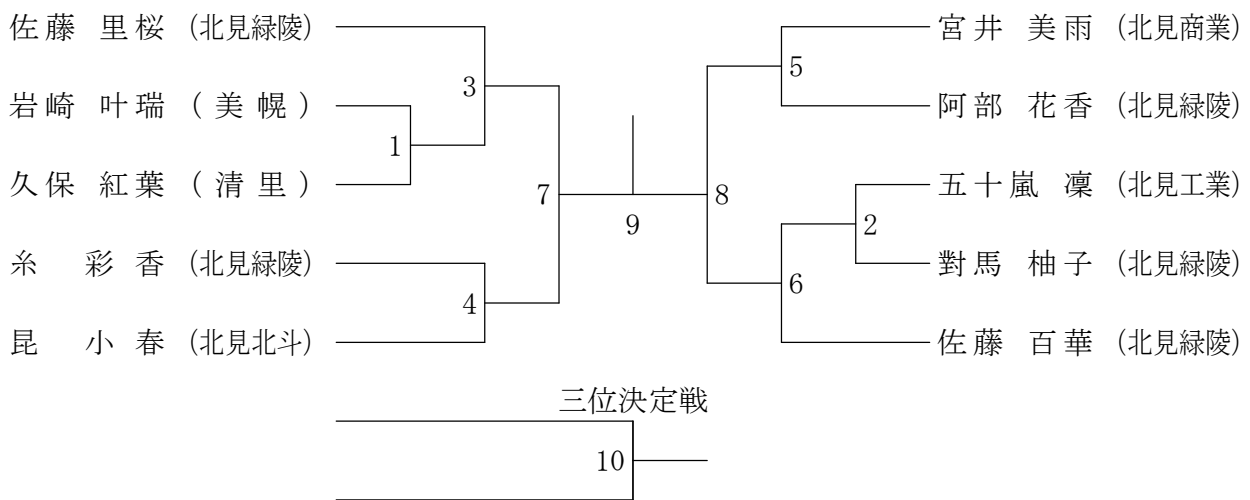 佐藤 里桜 (北見緑陵)
岩崎 叶瑞 (美幌)
久保 紅葉 (清里)
糸 彩香 (北見緑陵)
昆 小春 (北見北斗)
1
3
4
7
9
8
5
2
6
宮井 美雨 (北見商業)
阿部 花香 (北見緑陵)
五十嵐 凜 (北見工業)
對馬 柚子 (北見緑陵)
佐藤 百華 (北見緑陵)
三位決定戦
10